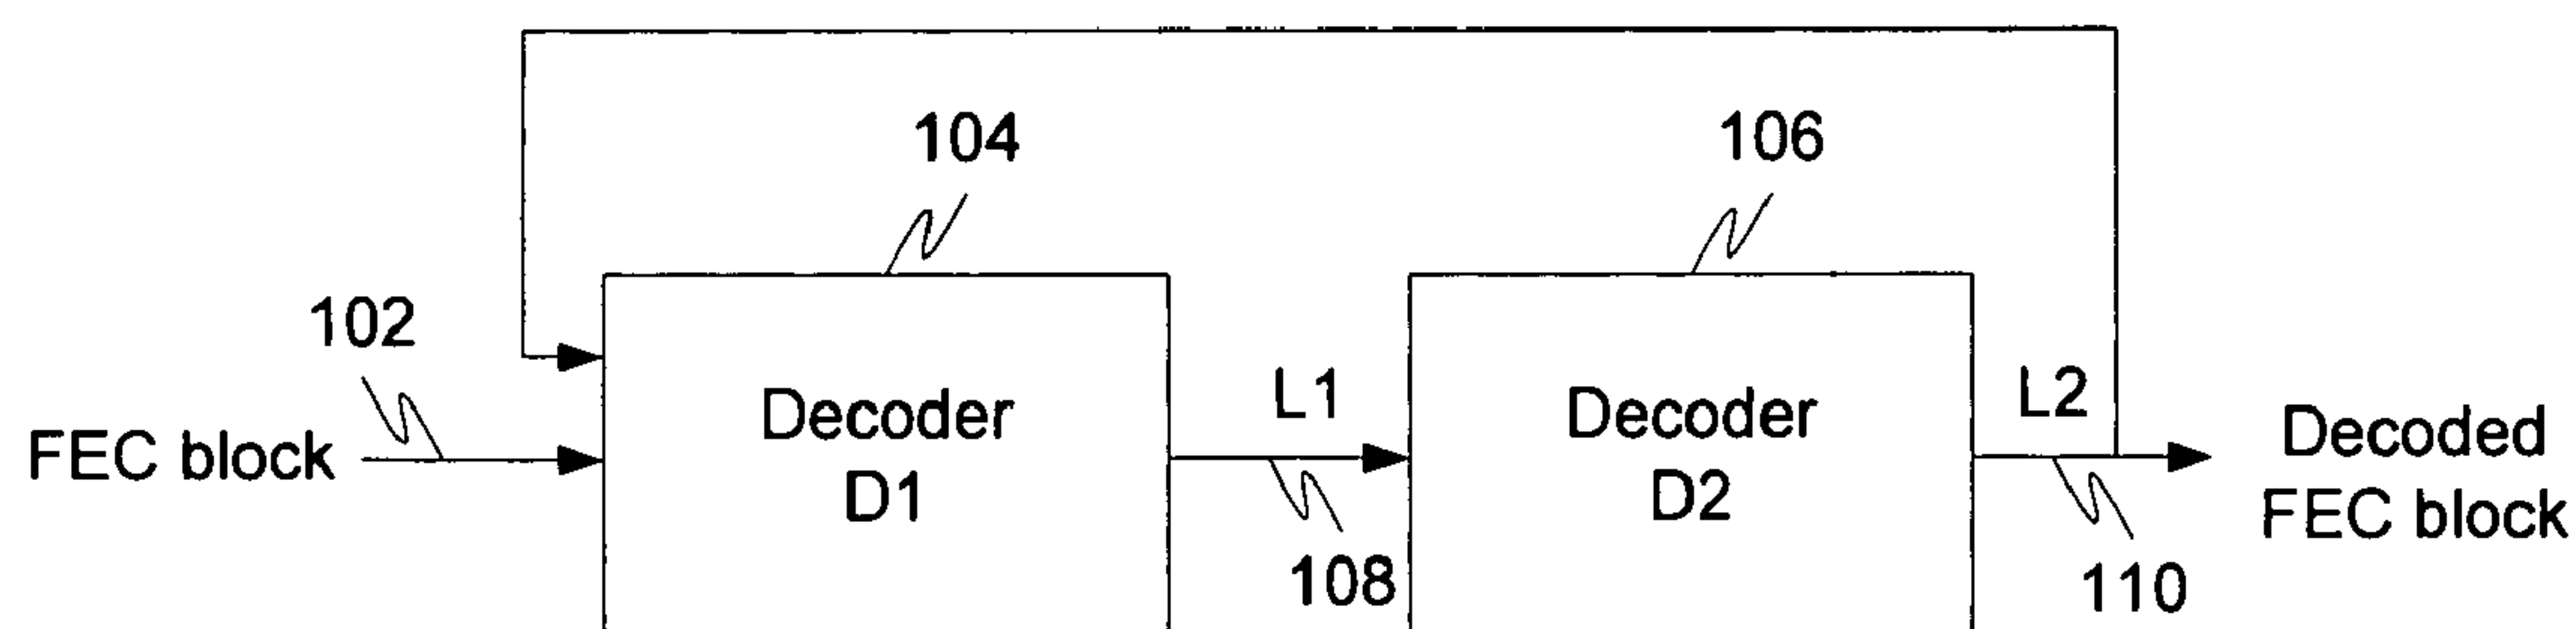 104
106
102
FEC block
Decoder
D1
L1
108
Decoder
D2
L2
110
Decoded
FEC block